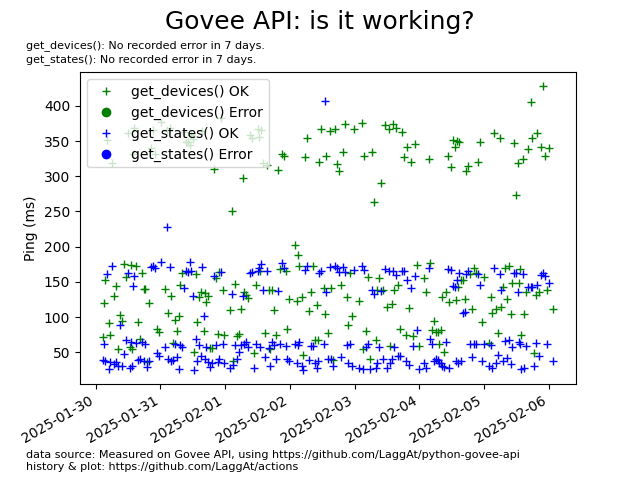 Govee API: is it working?
get_devices(): No recorded error in 7 days.
get_states(): No recorded error in 7 days.
get_devices() OK
get_devices() Error
get_states() OK
get_states() Error
Ping (ms)
400
350
300
250
200
150
100
50
2025-01-30
2025-01-31
2025-02-01
2025-02-02
2025-02-03
2025-02-04
2025-02-05
2025-02-06
data source: Measured on Govee API, using https://github.com/LaggAt/python-govee-api
history & plot: https://github.com/LaggAt/actions